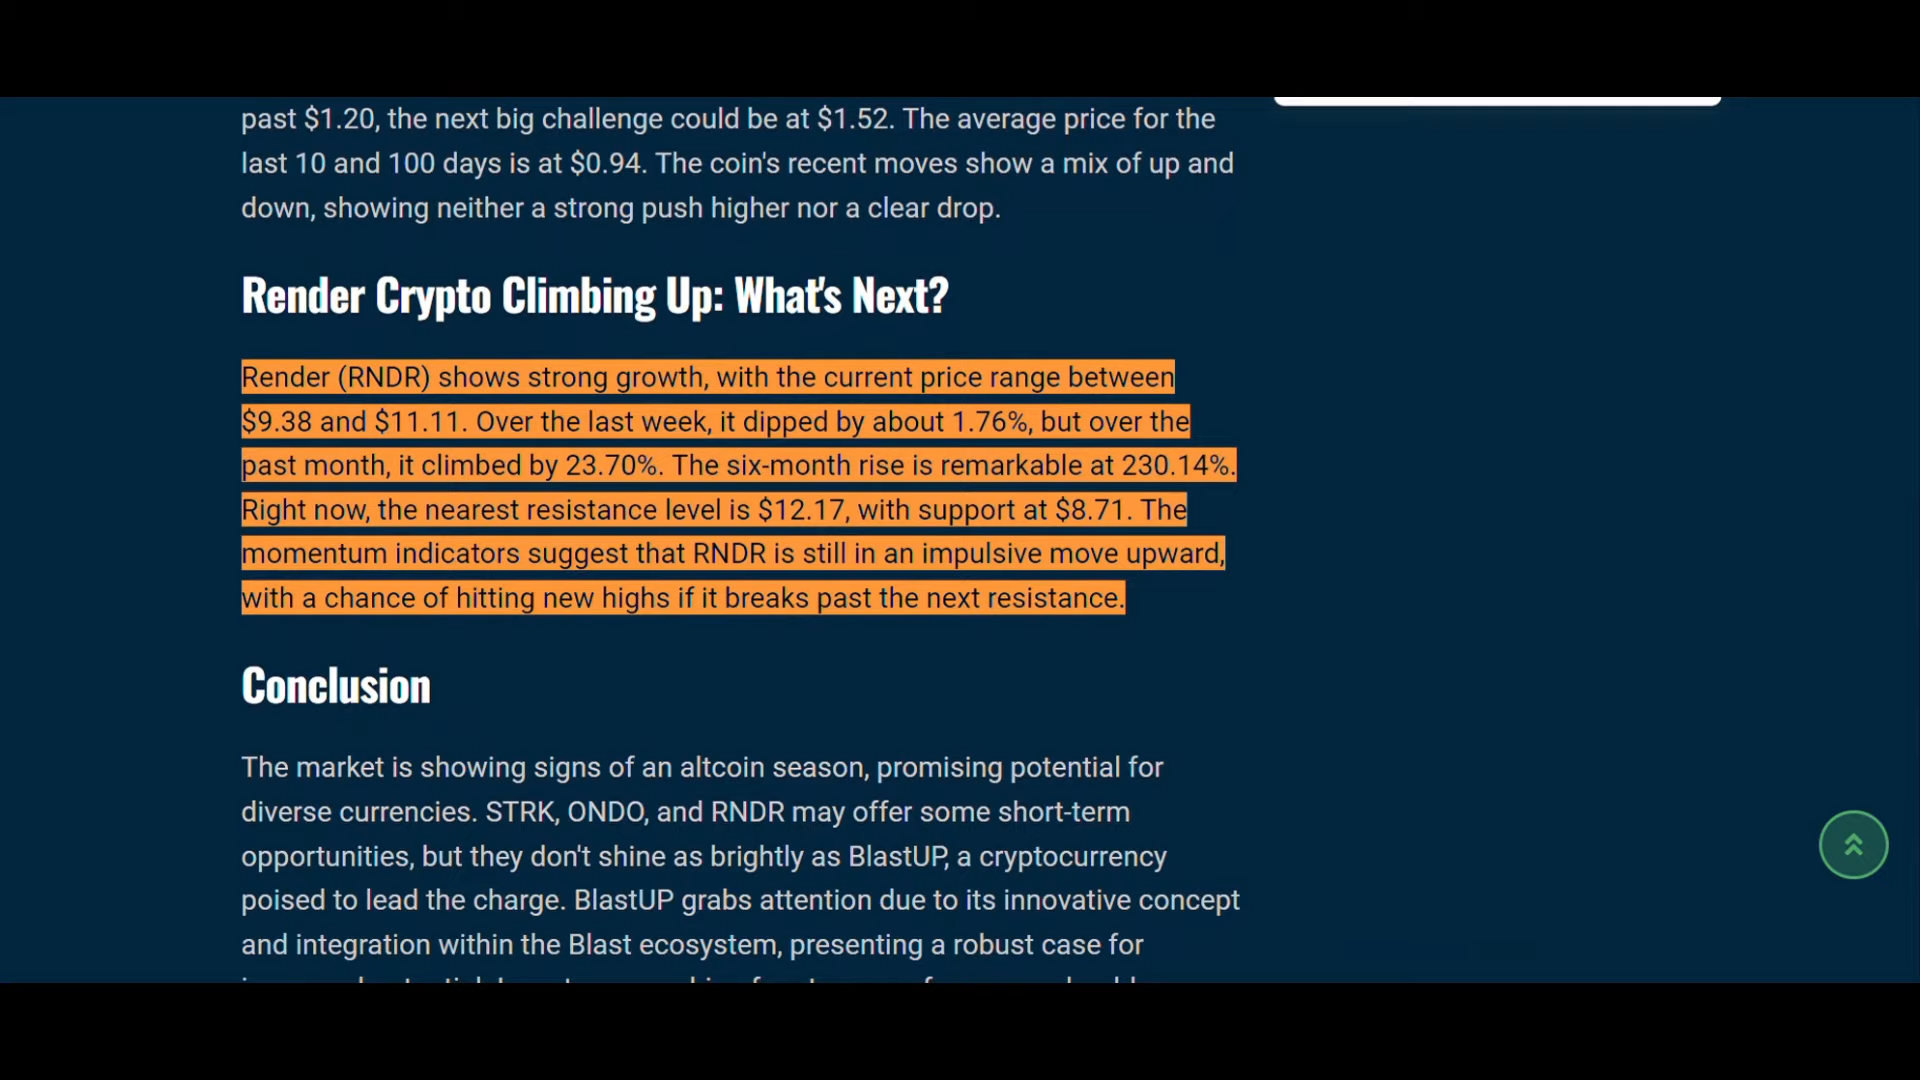 past $1.20, the next big challenge could be at $1.52. The average price for the
last 10 and 100 days is at $0.94. The coin's recent moves show a mix of up and
down, showing neither a strong push higher nor a clear drop.
Render Crypto Climbing Up: What's Next?
Render (RNDR) shows strong growth, with the current price range between
$9.38 and $11.11. Over the last week, it dipped by about 1.76%, but over the
past month, it climbed by 23.70%. The six-month rise is remarkable at 230.14%.
Right now, the nearest resistance level is $12.17, with support at $8.71. The
momentum indicators suggest that RNDR is still in an impulsive move upward,
with a chance of hitting new highs if it breaks past the next resistance.
Conclusion
The market is showing signs of an altcoin season, promising potential for
diverse currencies. STRK, ONDO, and RNDR may offer some short-term
opportunities, but they don't shine as brightly as BlastUP, a cryptocurrency
poised to lead the charge. BlastUP grabs attention due to its innovative concept
and integration within the Blast ecosystem, presenting a robust case for